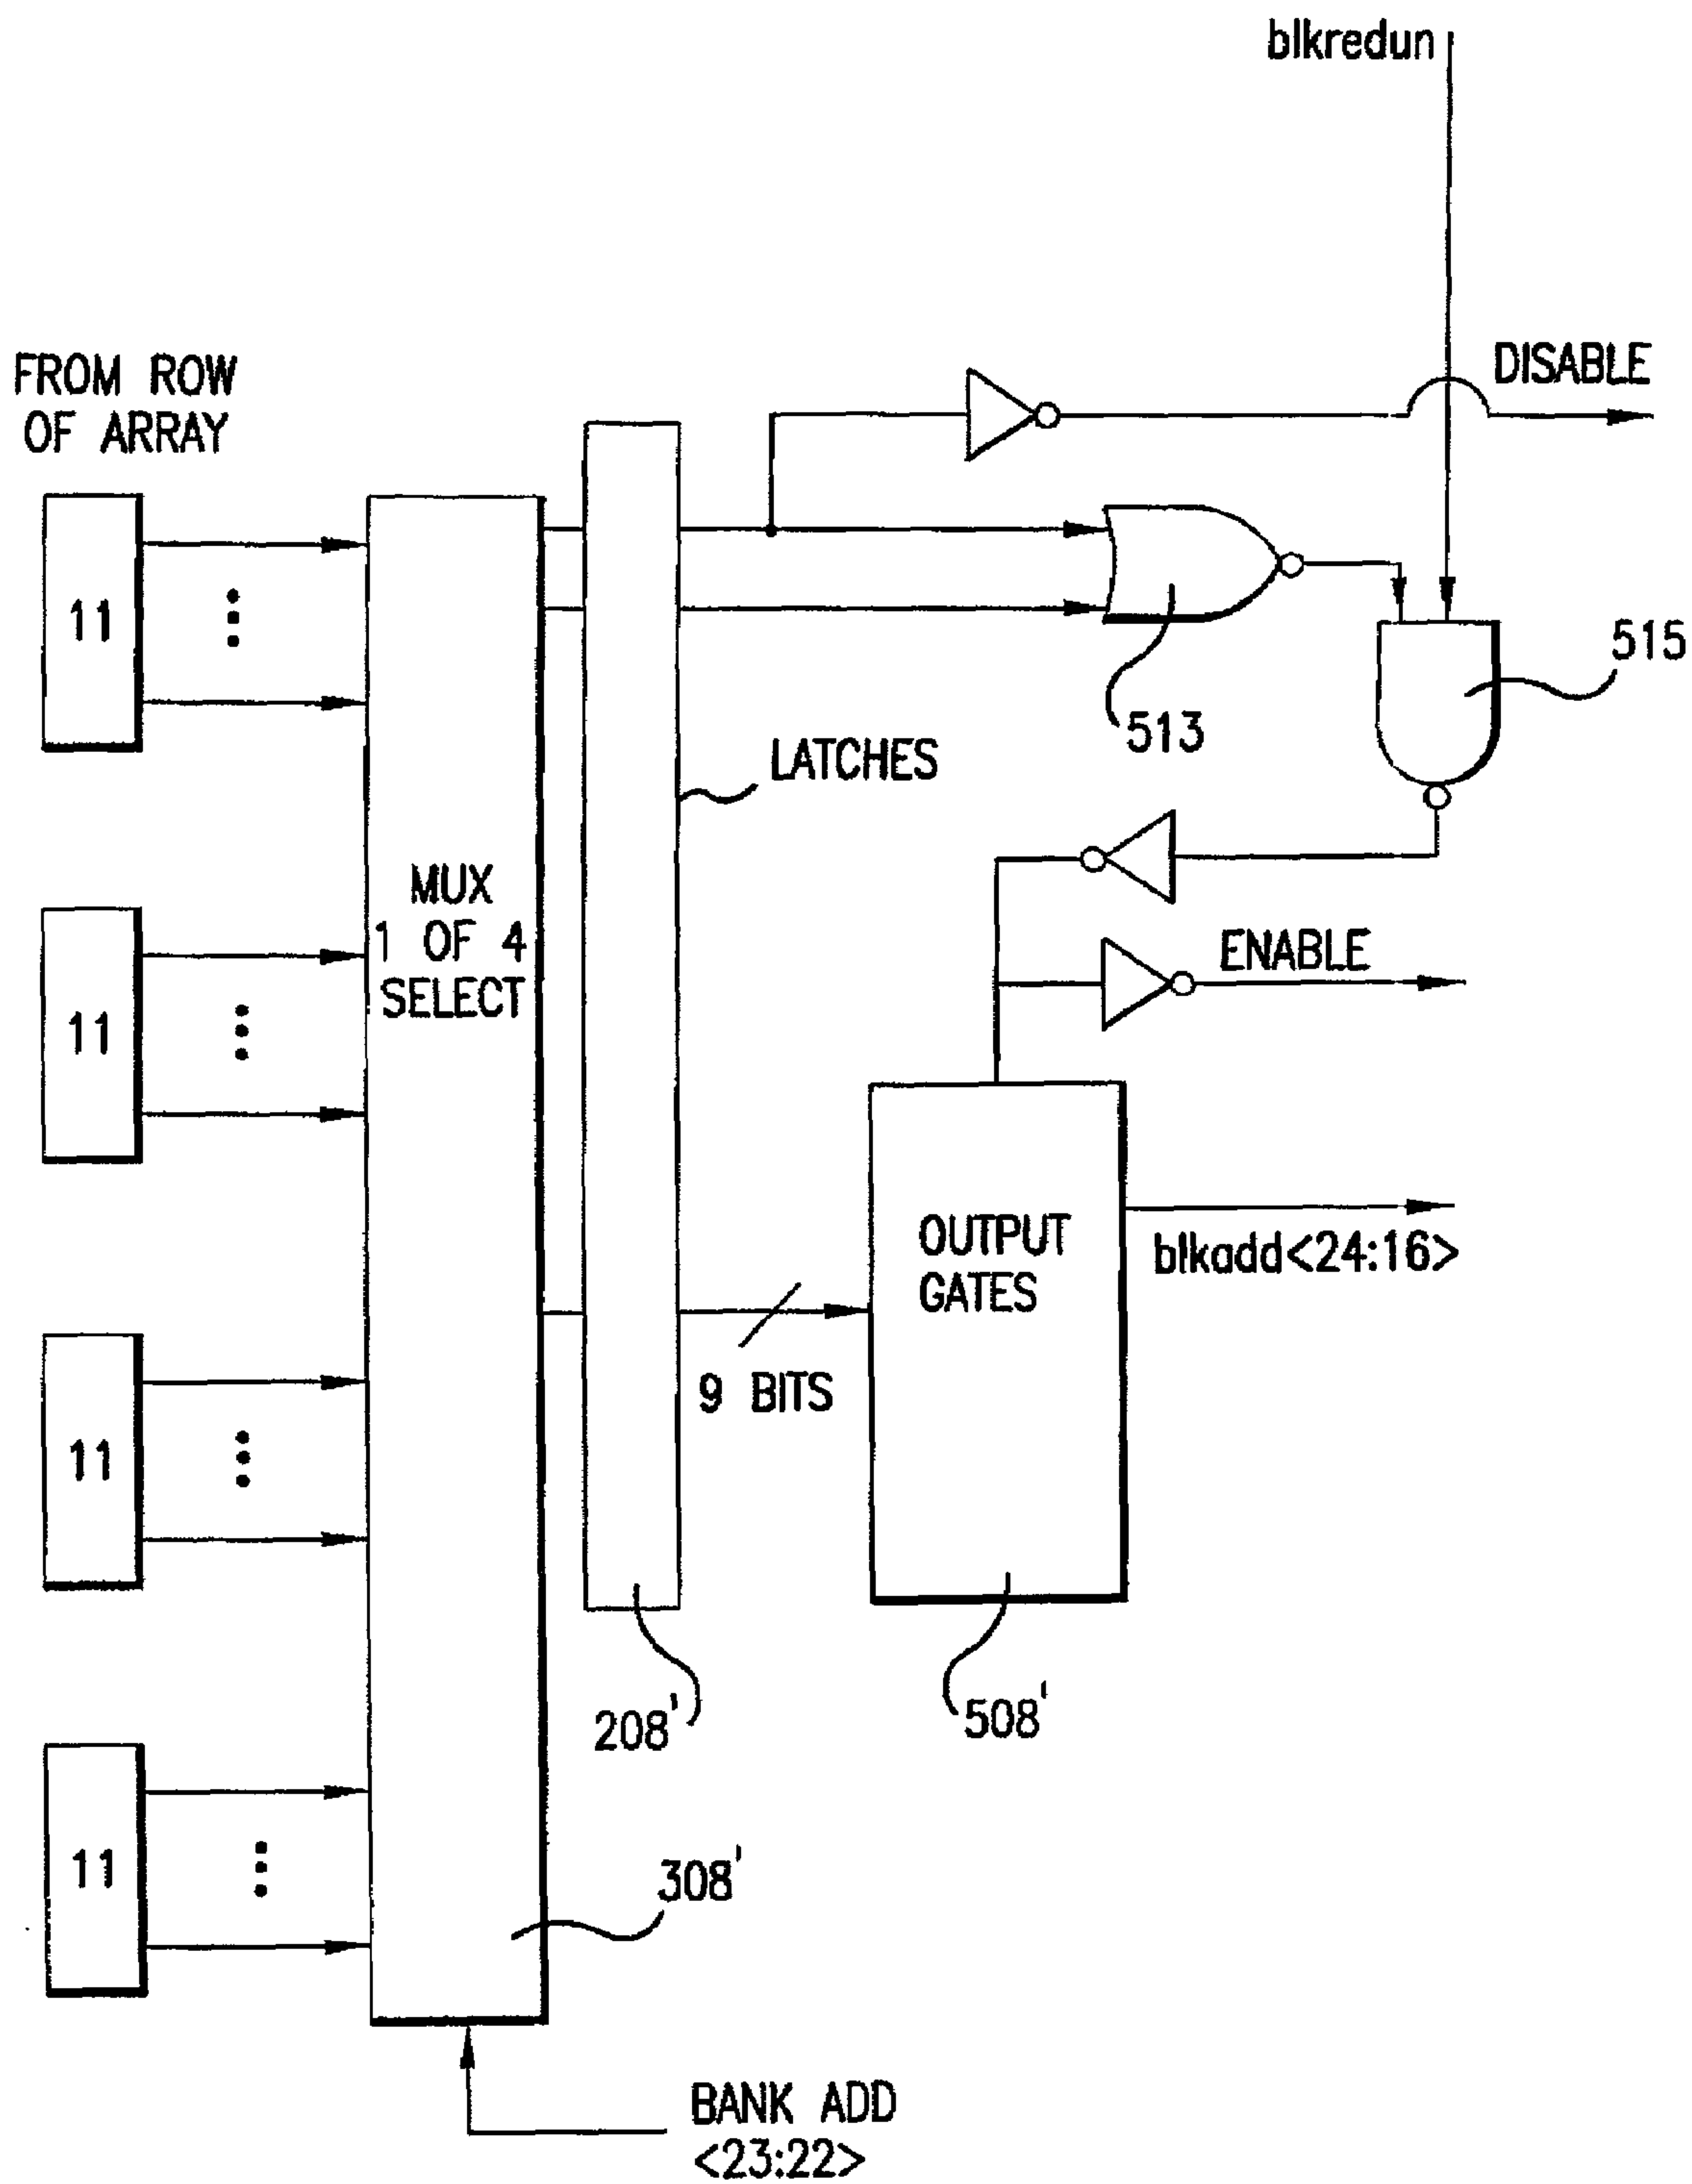 blkredun
DISABLE
FROM ROW
OF ARRAY
11
513
515
LATCHES
MUX
1 OF 4
SELECT
11
ENABLE
OUTPUT
GATES
blkadd<24:16>
9 BITS
11
208'
508'
11
308'
BANK ADD
<23:22>